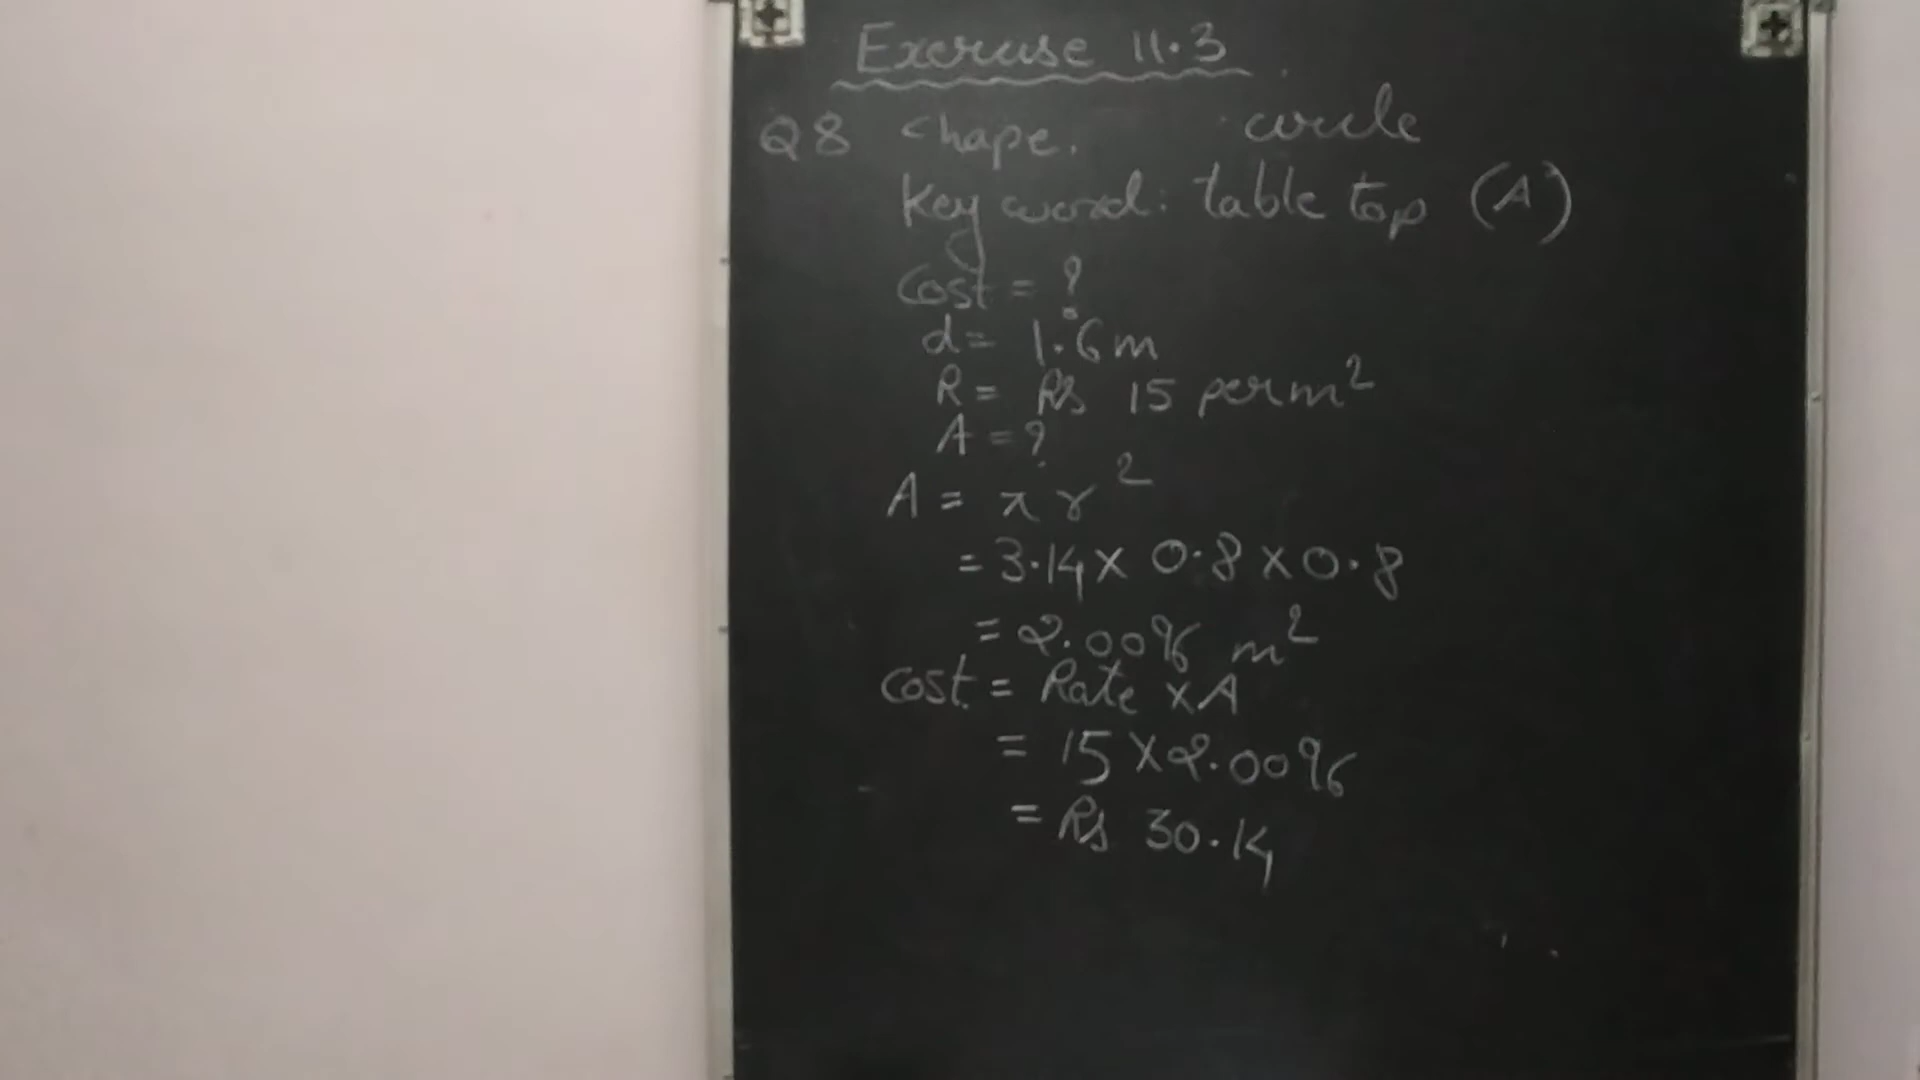 Exercise 11.3
Q8 shape. circle
Key word: table top (A)
Cost = ?
d = 1.6m
R = Rs 15 per m²
A = ?
A = π r²
= 3.14 × 0.8 × 0.8
= 2.0096 m²
Cost = Rate × A
= 15 × 2.0096
= Rs 30.14